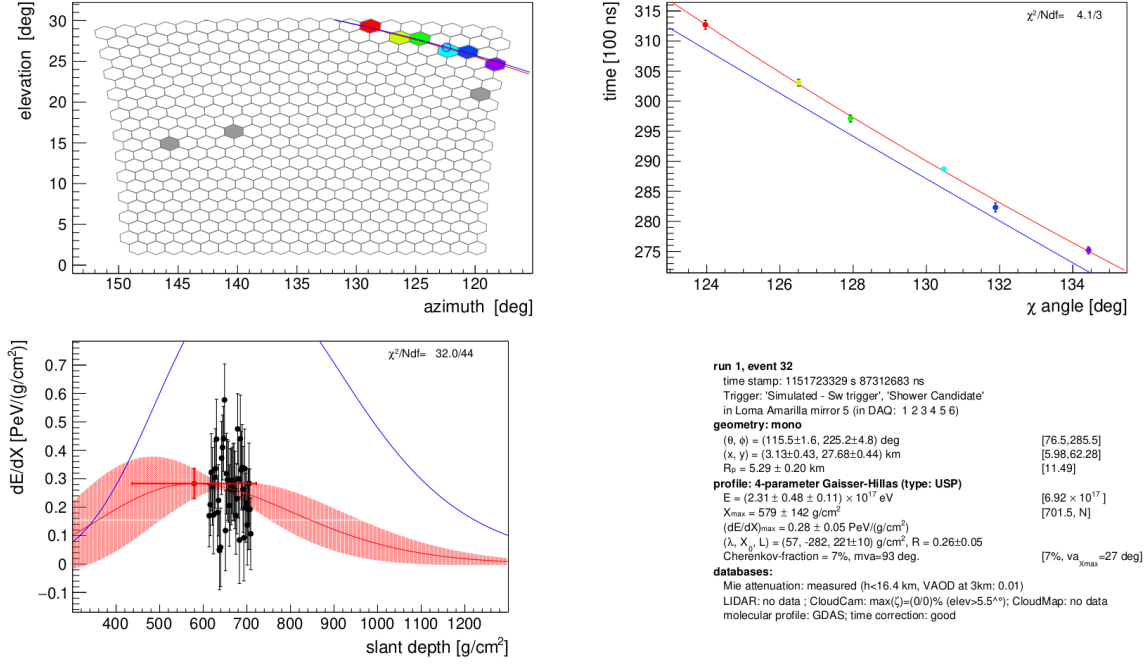 30
25
20
15
10
5
0
elevation [deg]
150
145
140
135
130
125
120
azimuth [deg]
χ²/Ndf= 4.1/3
315
310
305
300
295
290
285
280
275
time [100 ns]
124
126
128
130
132
134
χ angle [deg]
χ²/Ndf= 32.0/44
0.7
0.6
0.5
0.4
0.3
0.2
0.1
0
−0.1
dE/dX [PeV/(g/cm²)]
400
500
600
700
800
900
1000
1100
1200
slant depth [g/cm²]
run 1, event 32
time stamp: 1151723329 s 87312683 ns
Trigger: 'Simulated - Sw trigger', 'Shower Candidate'
in Loma Amarilla mirror 5 (in DAQ: 1 2 3 4 5 6)
geometry: mono
(θ, ϕ) = (115.5±1.6, 225.2±4.8) deg [76.5,285.5]
(x, y) = (3.13±0.43, 27.68±0.44) km [5.98,62.28]
Rₚ = 5.29 ± 0.20 km [11.49]
profile: 4-parameter Gaisser-Hillas (type: USP)
E = (2.31 ± 0.48 ± 0.11) × 10¹⁷ eV [6.92 × 10¹⁷ ]
Xmax = 579 ± 142 g/cm² [701.5, N]
(dE/dX)max = 0.28 ± 0.05 PeV/(g/cm²)
(λ, X₀, L) = (57, -282, 221±10) g/cm², R = 0.26±0.05
Cherenkov-fraction = 7%, mva=93 deg. [7%, vaXmax=27 deg]
databases:
Mie attenuation: measured (h<16.4 km, VAOD at 3km: 0.01)
LIDAR: no data ; CloudCam: max(ζ)=(0/0)% (elev>5.5^°); CloudMap: no data
molecular profile: GDAS; time correction: good